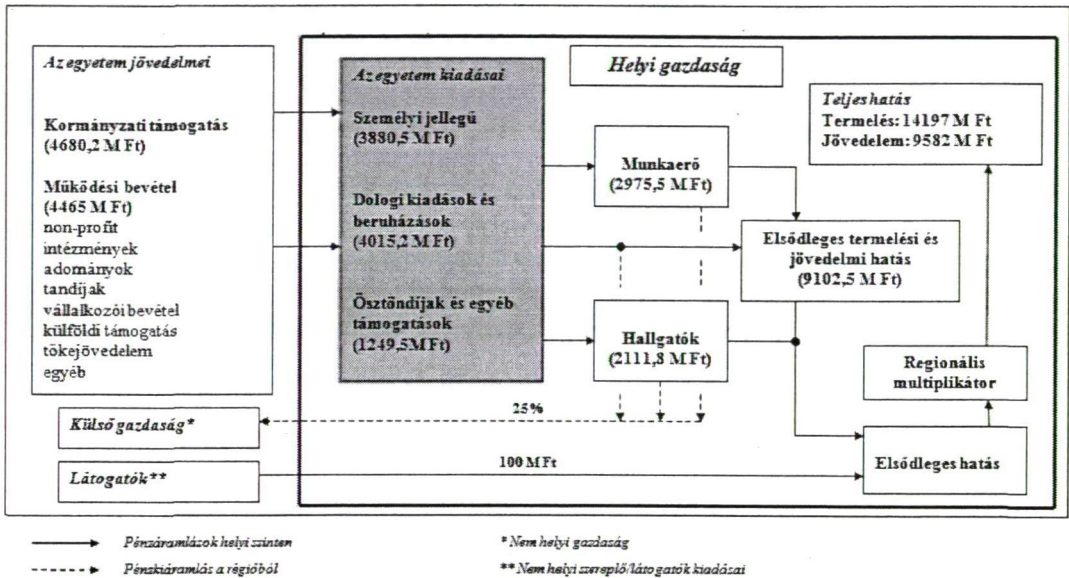 Az egyetem jövedelmei
Kormányzati támogatás
(4680,2 M Ft)
Működési bevétel
(4465 M Ft)
non-profit
intézmények
adományok
tandíjak
vállalkozói bevétel
külföldi támogatás
tőkejövedelem
egyéb
Az egyetem kiadásai
Személyi jellegű
(3880,5 M Ft)
Dologi kiadások és
beruházások
(4015,2 M Ft)
Ösztöndíjak és egyéb
támogatások
(1249,5M Ft)
Helyi gazdaság
Munkaerő
(2975,5 M Ft)
Hallgatók
(2111,8 M Ft)
Teljes hatás
Termelés: 14197 M Ft
Jövedelem: 9582 M Ft
Elsődleges termelési és
jövedelmi hatás
(9102,5 M Ft)
Regionális
multiplikátor
Elsődleges hatás
Külső gazdaság*
25%
Látogatók**
100 M Ft
Pénzáramlázok helyi szinten
*Nem helyi gazdaság
Pénzkiáramlás a régióból
**Nem helyi szereplő/látogatók kiadásai